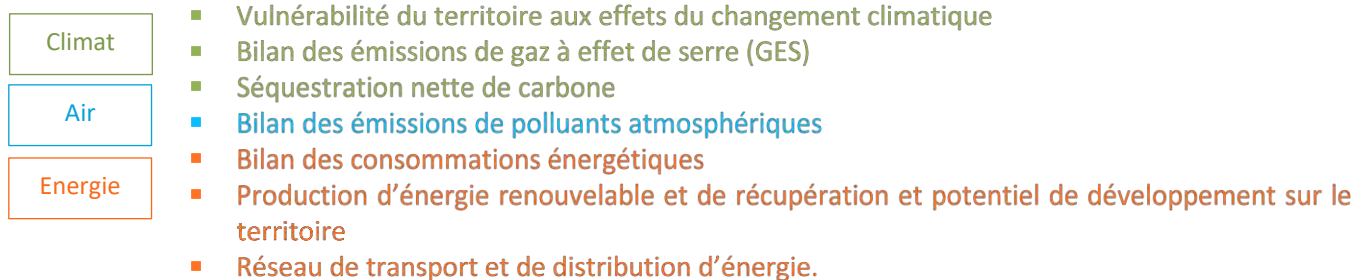 Climat
Air
Energie
▪ Vulnérabilité du territoire aux effets du changement climatique
▪ Bilan des émissions de gaz à effet de serre (GES)
▪ Séquestration nette de carbone
▪ Bilan des émissions de polluants atmosphériques
▪ Bilan des consommations énergétiques
▪ Production d’énergie renouvelable et de récupération et potentiel de développement sur le
territoire
▪ Réseau de transport et de distribution d’énergie.